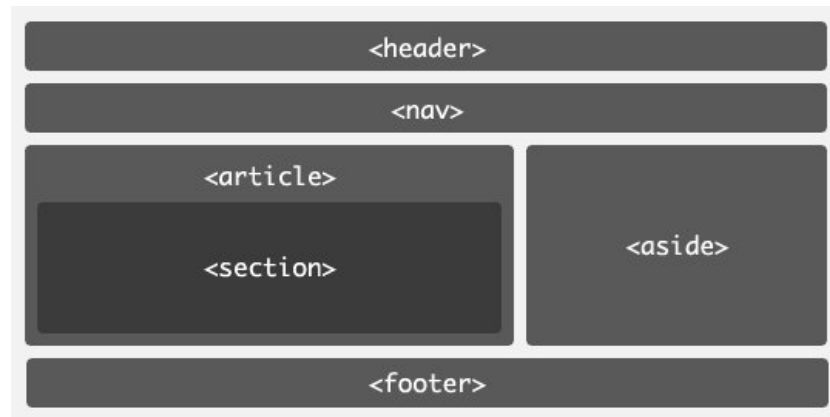 <header>
<nav>
<article>
<section>
<aside>
<footer>